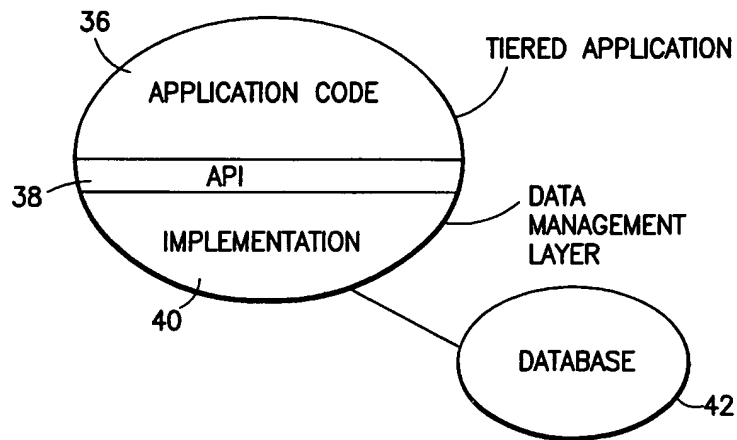 36
TIERED APPLICATION
APPLICATION CODE
API
38
DATA
MANAGEMENT
LAYER
IMPLEMENTATION
40
DATABASE
42